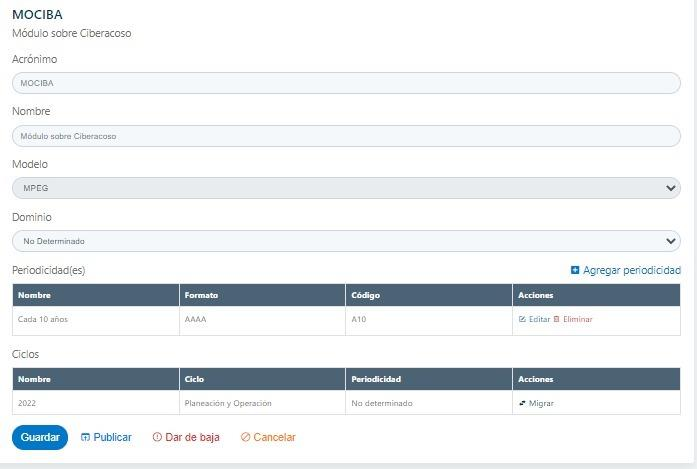 MOCIBA
Módulo sobre Ciberacoso
Acrónimo
MOCIBA
Nombre
Módulo sobre Ciberacoso
Modelo
MPEG
Dominio
No Determinado
Periodicidad(es) Agregar periodicidad
Nombre Formato Código Acciones
Cada 10 años AAAA A10 Editar Eliminar
Ciclos
Nombre Ciclo Periodicidad Acciones
2022 Planeación y Operación No determinado Migrar
Guardar Publicar Dar de baja Cancelar